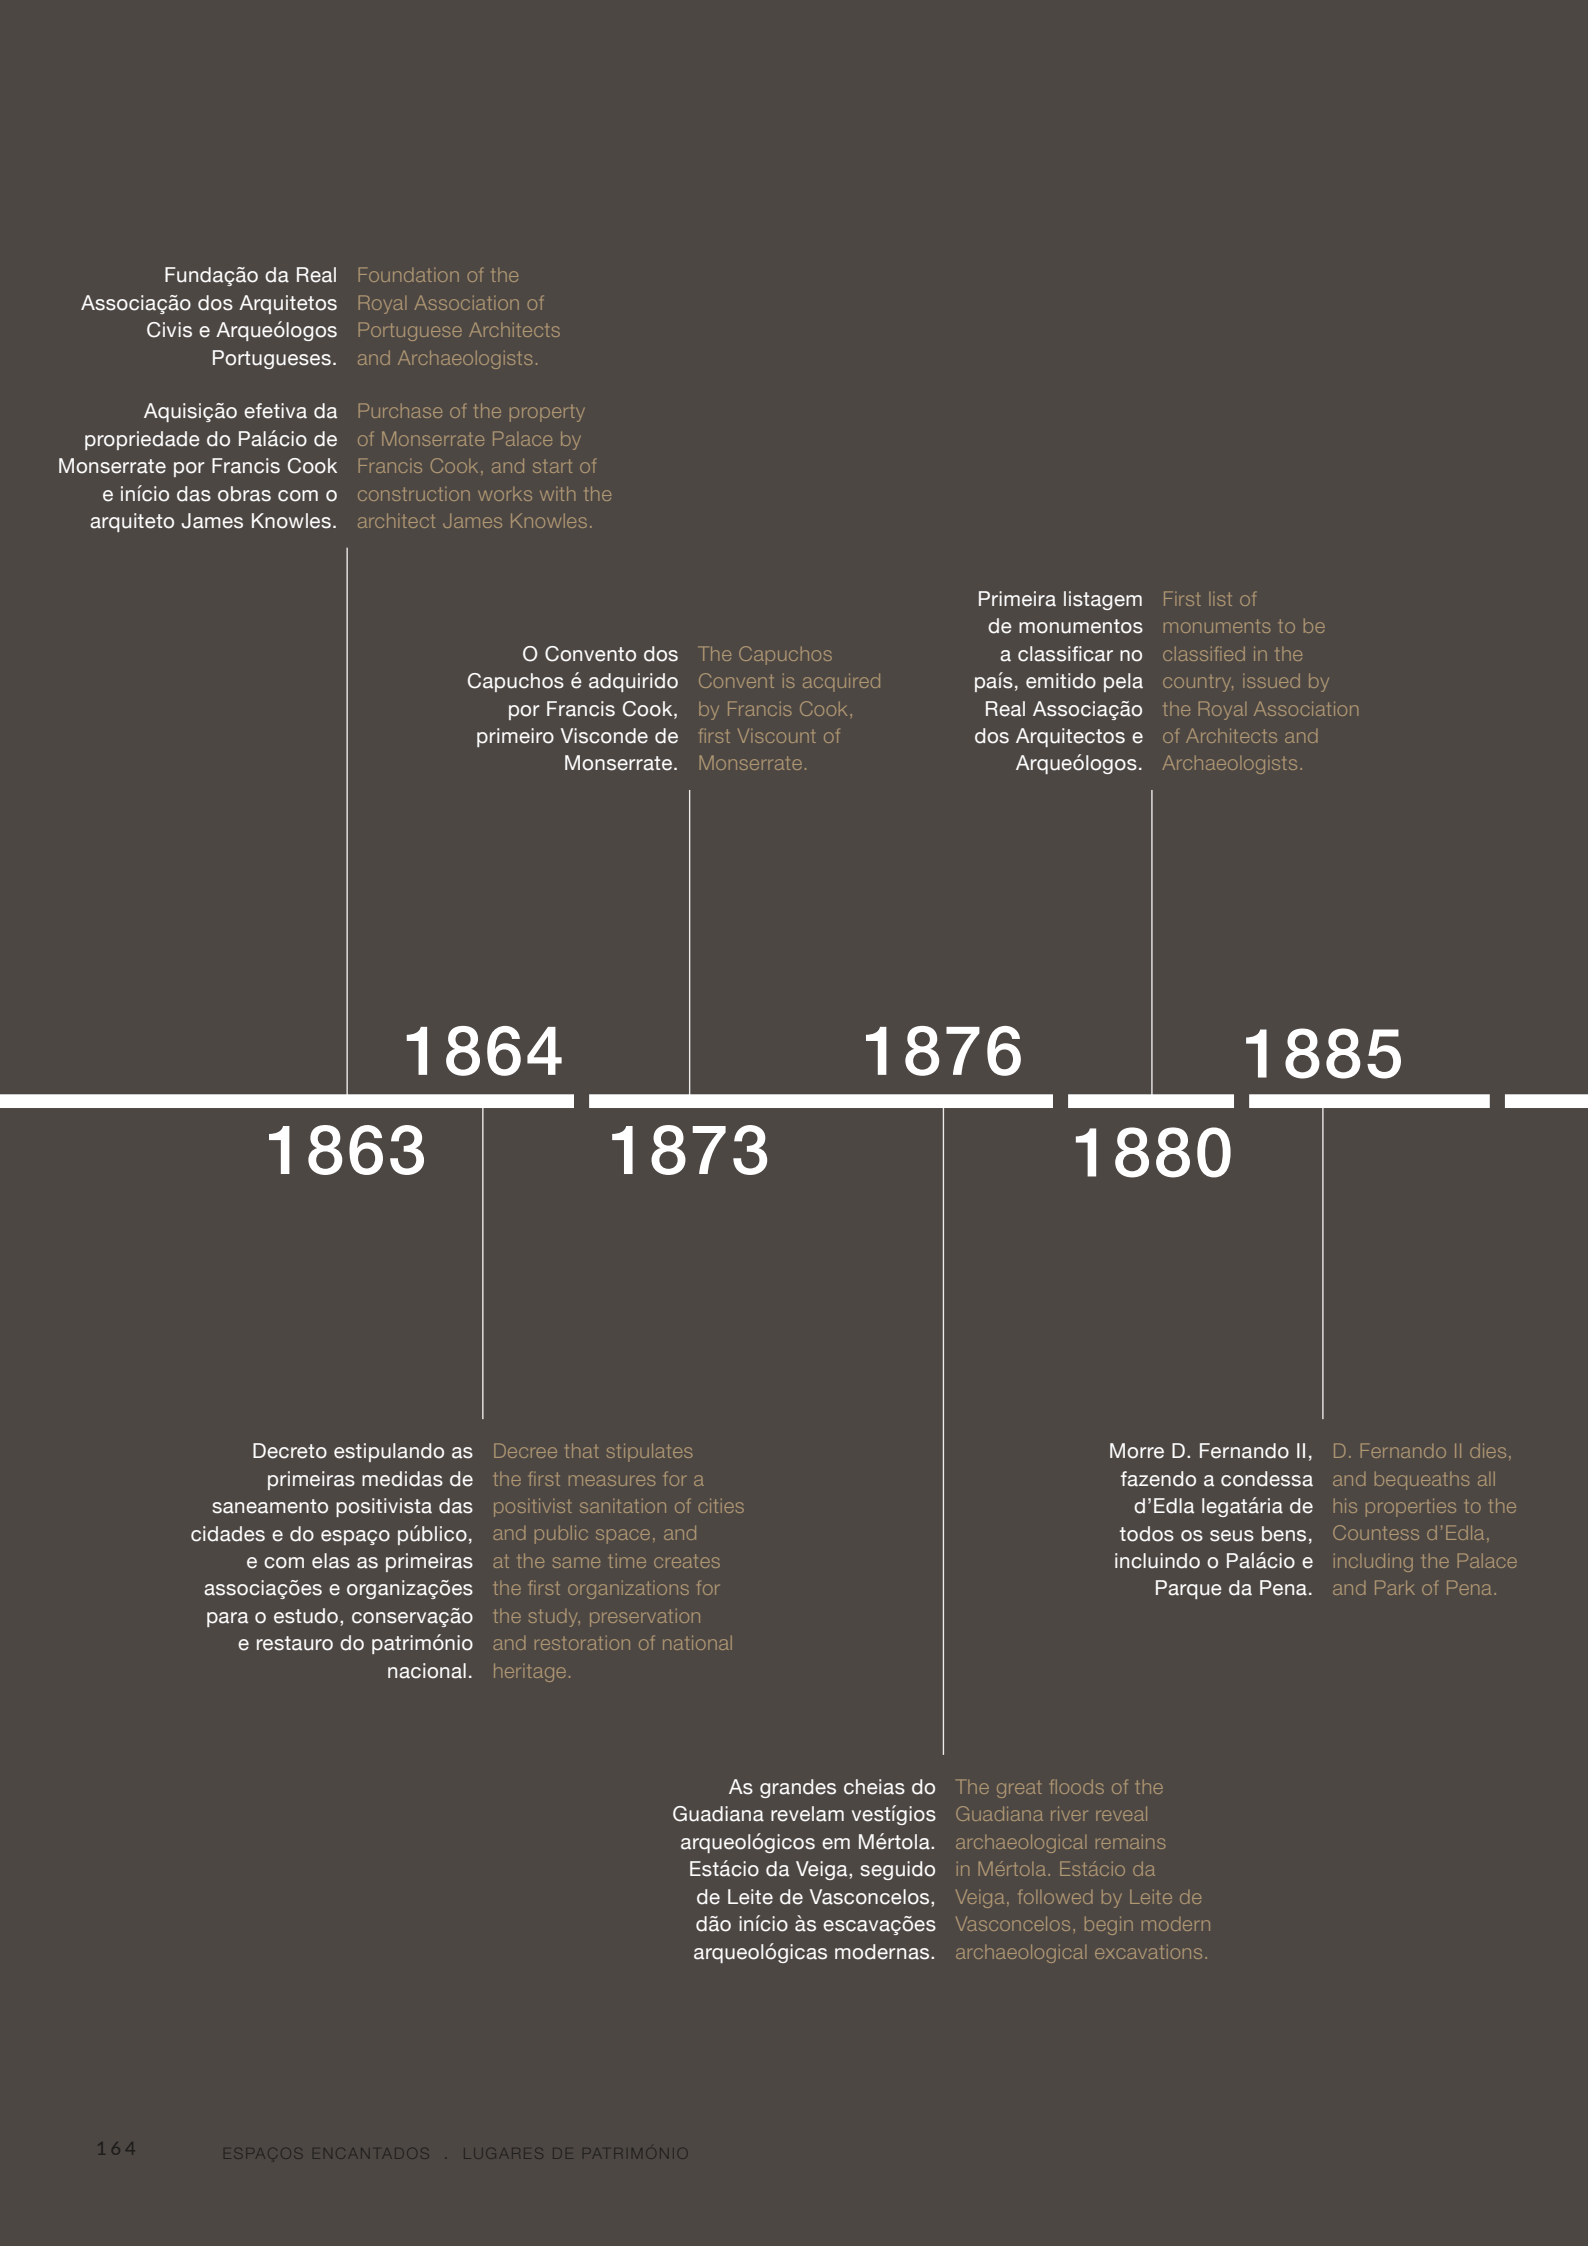 Fundação da Real
Associação dos Arquitetos
Civis e Arqueólogos
Portugueses.
Foundation of the
Royal Association of
Portuguese Architects
and Archaeologists.
Aquisição efetiva da
propriedade do Palácio de
Monserrate por Francis Cook
e início das obras com o
arquiteto James Knowles.
Purchase of the property
of Monserrate Palace by
Francis Cook, and start of
construction works with the
architect James Knowles.
O Convento dos
Capuchos é adquirido
por Francis Cook,
primeiro Visconde de
Monserrate.
The Capuchos
Convent is acquired
by Francis Cook,
first Viscount of
Monserrate.
Primeira listagem
de monumentos
a classificar no
país, emitido pela
Real Associação
dos Arquitectos e
Arqueólogos.
First list of
monuments to be
classified in the
country, issued by
the Royal Association
of Architects and
Archaeologists.
1864
1876
1885
1863
1873
1880
Decreto estipulando as
primeiras medidas de
saneamento positivista das
cidades e do espaço público,
e com elas as primeiras
associações e organizações
para o estudo, conservação
e restauro do património
nacional.
Decree that stipulates
the first measures for a
positivist sanitation of cities
and public space, and
at the same time creates
the first organizations for
the study, preservation
and restoration of national
heritage.
Morre D. Fernando II,
fazendo a condessa
d’Edla legatária de
todos os seus bens,
incluindo o Palácio e
Parque da Pena.
D. Fernando II dies,
and bequeaths all
his properties to the
Countess d’Edla,
including the Palace
and Park of Pena.
As grandes cheias do
Guadiana revelam vestígios
arqueológicos em Mértola.
Estácio da Veiga, seguido
de Leite de Vasconcelos,
dão início às escavações
arqueológicas modernas.
The great floods of the
Guadiana river reveal
archaeological remains
in Mértola. Estácio da
Veiga, followed by Leite de
Vasconcelos, begin modern
archaeological excavations.
164
ESPAÇOS ENCANTADOS . LUGARES DE PATRIMÓNIO